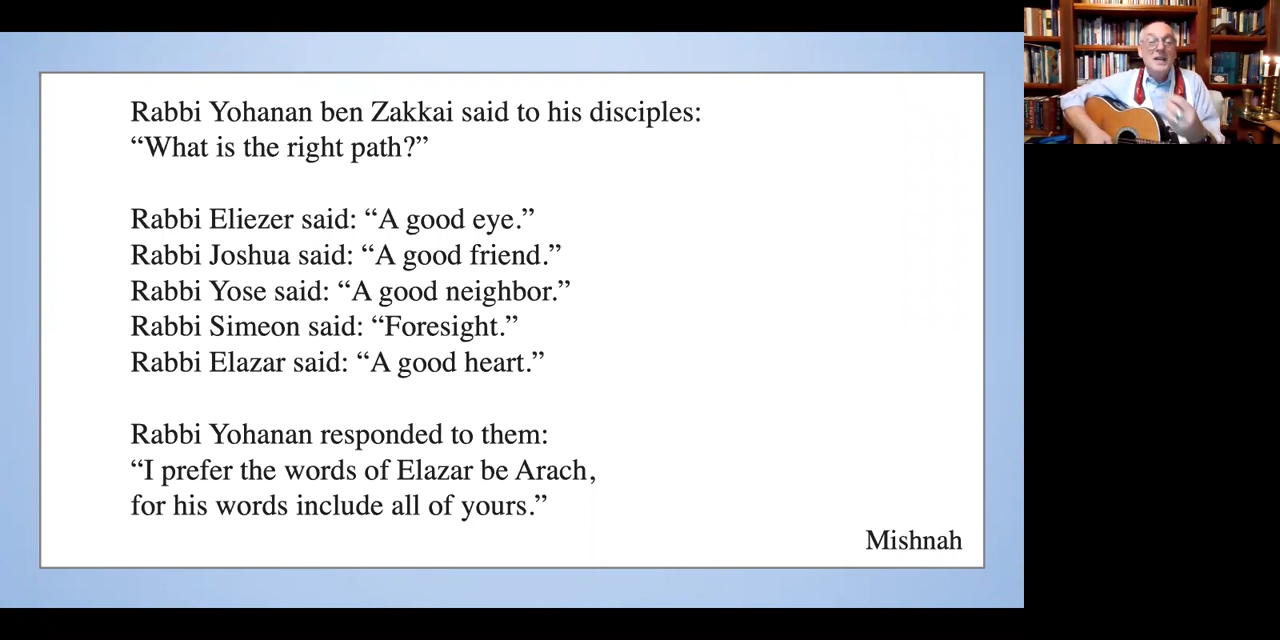 Rabbi Yohanan ben Zakkai said to his disciples:
“What is the right path?”
Rabbi Eliezer said: “A good eye.”
Rabbi Joshua said: “A good friend.”
Rabbi Yose said: “A good neighbor.”
Rabbi Simeon said: “Foresight.”
Rabbi Elazar said: “A good heart.”
Rabbi Yohanan responded to them:
“I prefer the words of Elazar be Arach,
for his words include all of yours.”
Mishnah